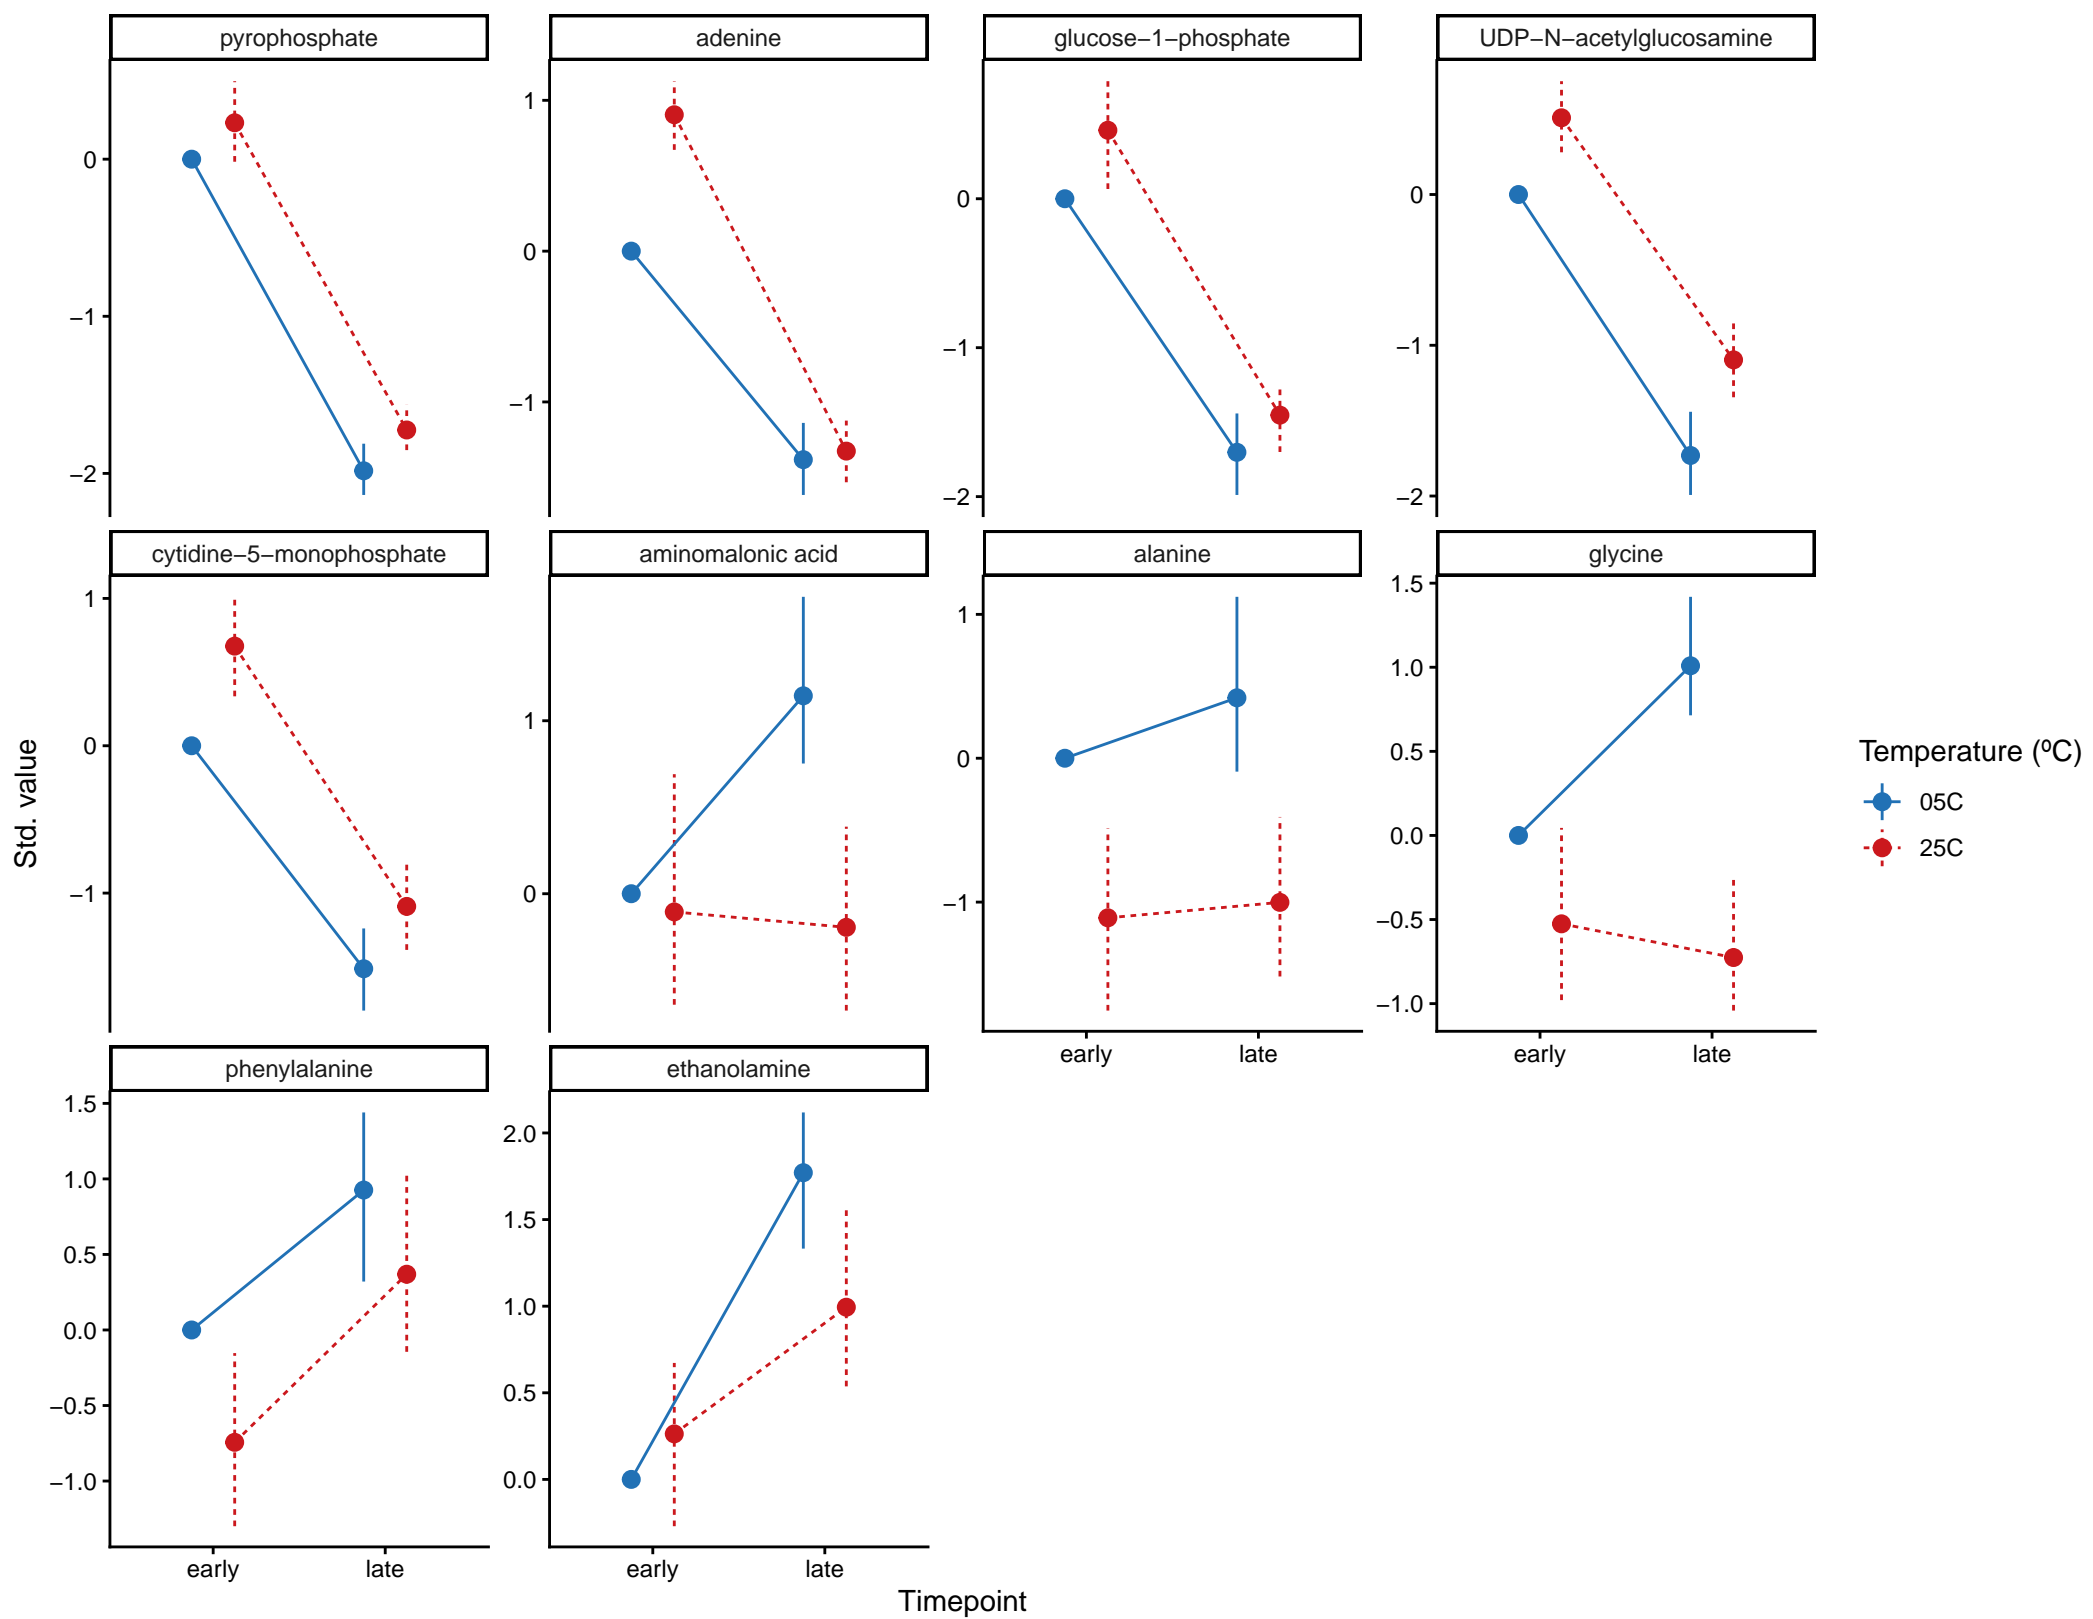 pyrophosphate
adenine
glucose−1−phosphate
UDP−N−acetylglucosamine
0
−1
−2
1
0
−1
0
−1
−2
0
−1
−2
cytidine−5−monophosphate
aminomalonic acid
alanine
glycine
1
0
−1
1
0
1
0
−1
1.5
1.0
0.5
0.0
−0.5
−1.0
early
late
early
late
phenylalanine
ethanolamine
1.5
1.0
0.5
0.0
−0.5
−1.0
2.0
1.5
1.0
0.5
0.0
early
late
early
late
Timepoint
Std. value
Temperature (ºC)
05C
25C